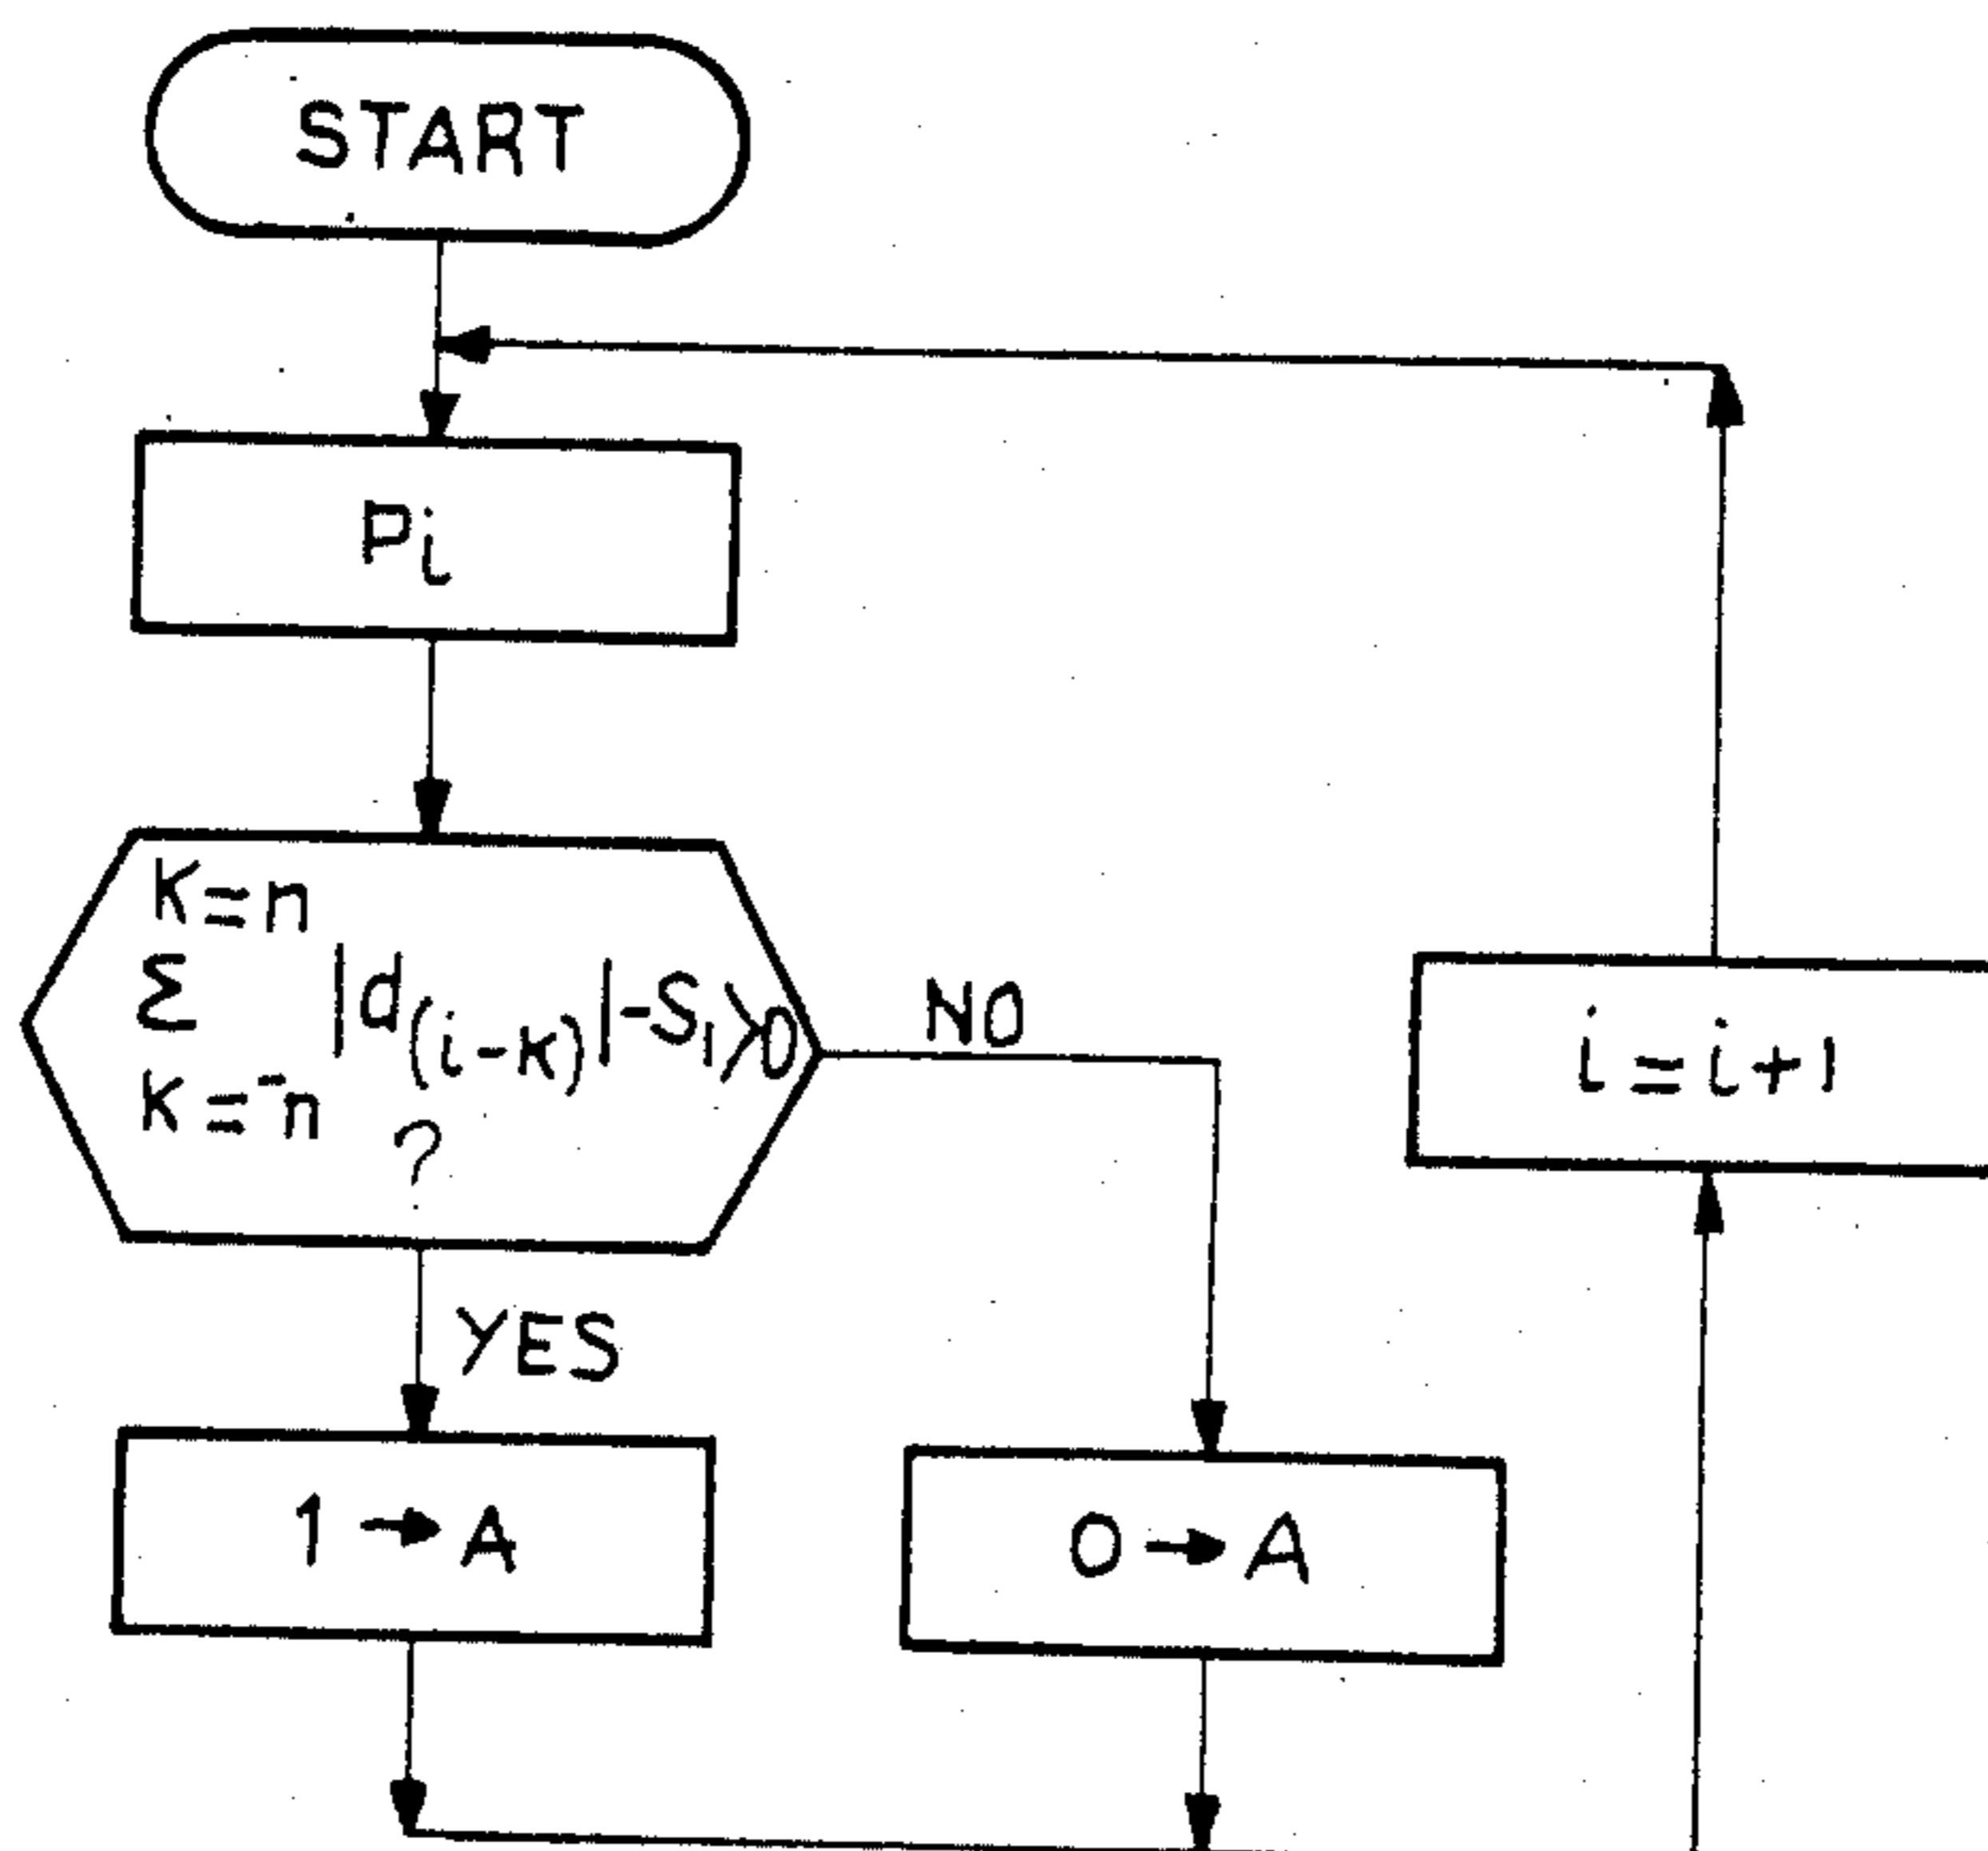 START
Pi
K=n
Σ |d(i-K)|-S1>0
K=-n
?
NO
YES
i=i+1
1→A
0→A